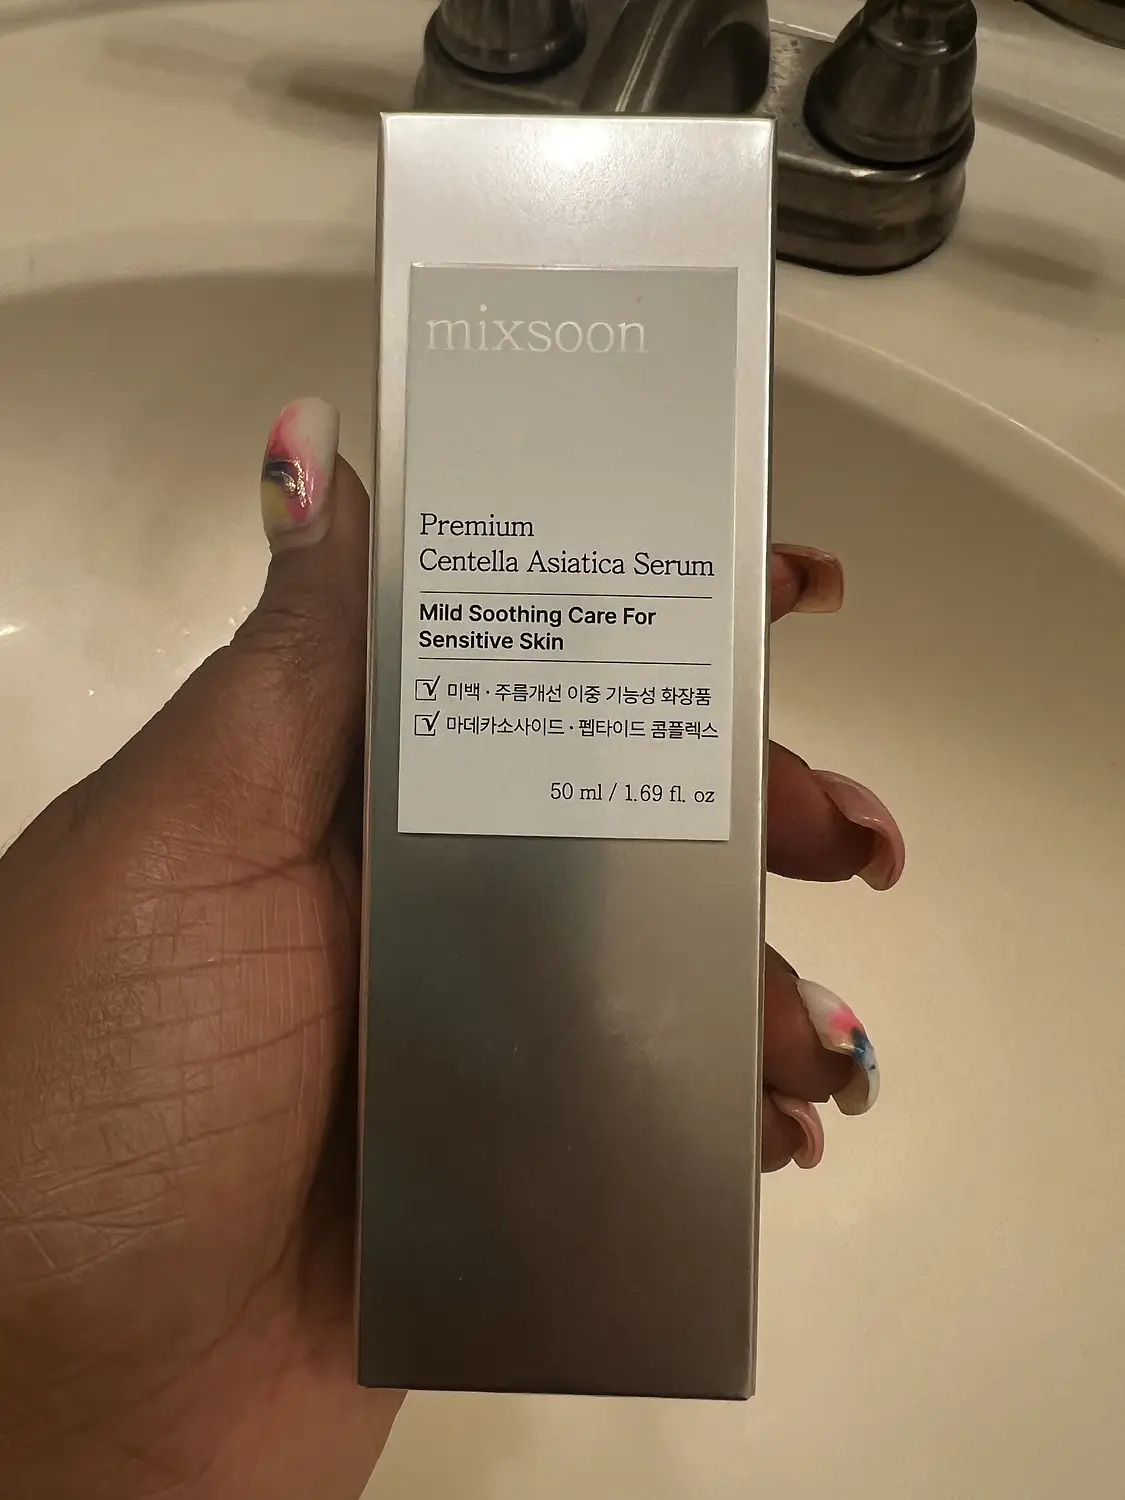 mixsoon
Premium
Centella Asiatica Serum
Mild Soothing Care For
Sensitive Skin
미백 · 주름개선 이중 기능성 화장품
마데카소사이드 · 펩타이드 콤플렉스
50 ml / 1.69 fl. oz